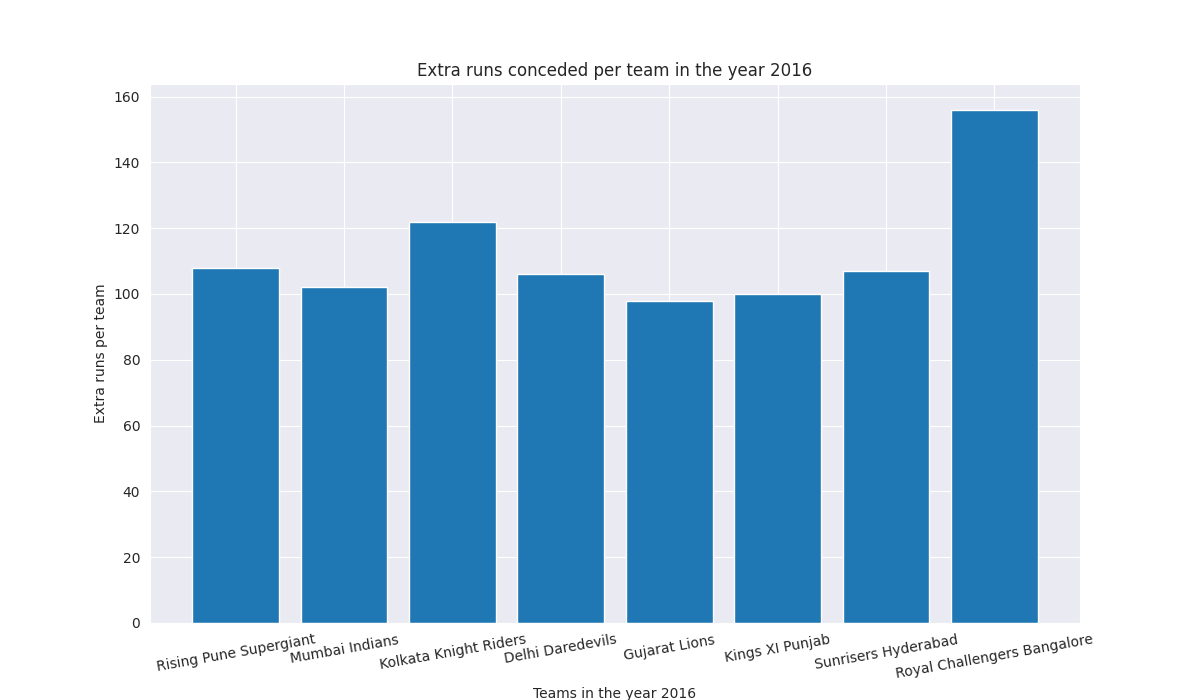 Extra runs conceded per team in the year 2016
160
140
120
100
80
60
40
20
0
Extra runs per team
Rising Pune Supergiant
Mumbai Indians
Kolkata Knight Riders
Delhi Daredevils
Gujarat Lions
Kings XI Punjab
Sunrisers Hyderabad
Royal Challengers Bangalore
Teams in the year 2016